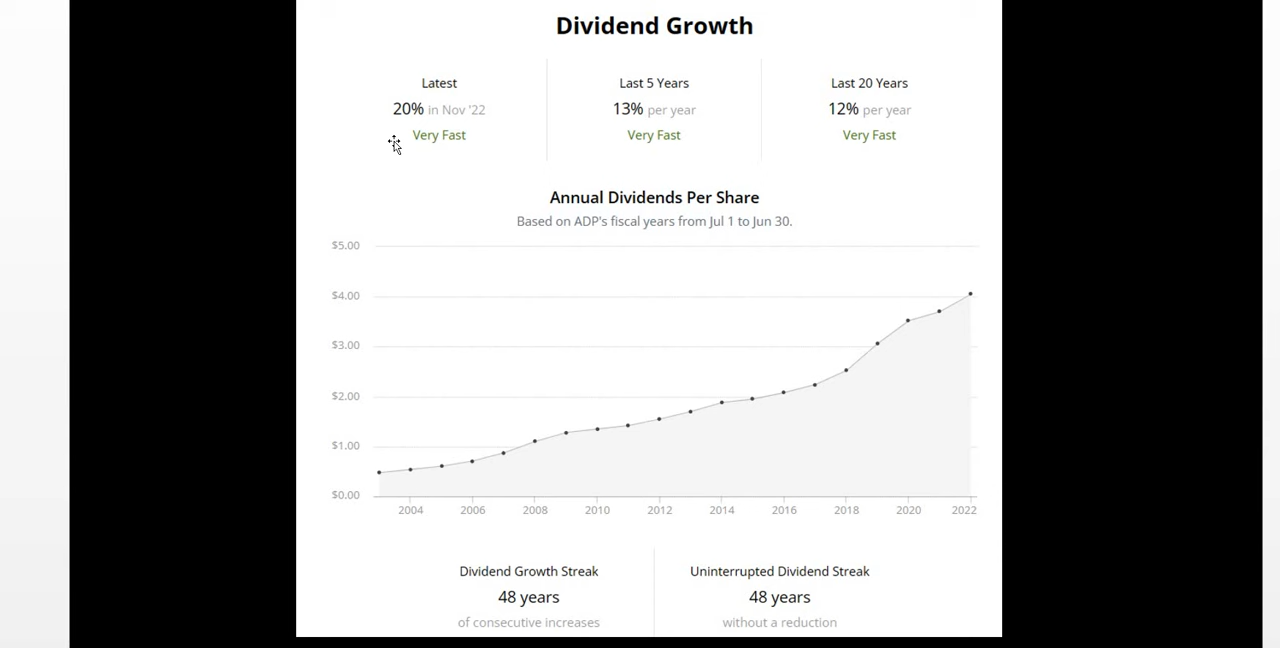 Dividend Growth
Latest
20% in Nov '22
Very Fast
Last 5 Years
13% per year
Very Fast
Last 20 Years
12% per year
Very Fast
Annual Dividends Per Share
Based on ADP's fiscal years from Jul 1 to Jun 30.
$5.00
$4.00
$3.00
$2.00
$1.00
$0.00
2004 2006 2008 2010 2012 2014 2016 2018 2020 2022
Dividend Growth Streak
48 years
of consecutive increases
Uninterrupted Dividend Streak
48 years
without a reduction